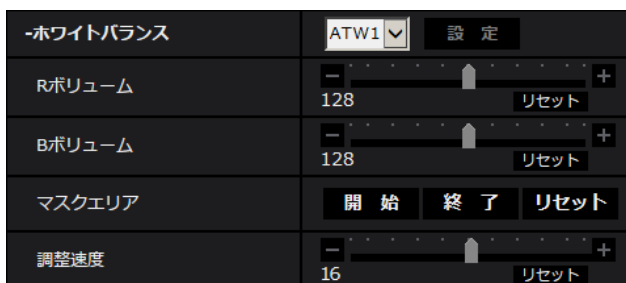 -ホワイトバランス ATW1 設 定
Rボリューム − +
128 リセット
Bボリューム − +
128 リセット
マスクエリア 開 始 終 了 リセット
調整速度 − +
16 リセット